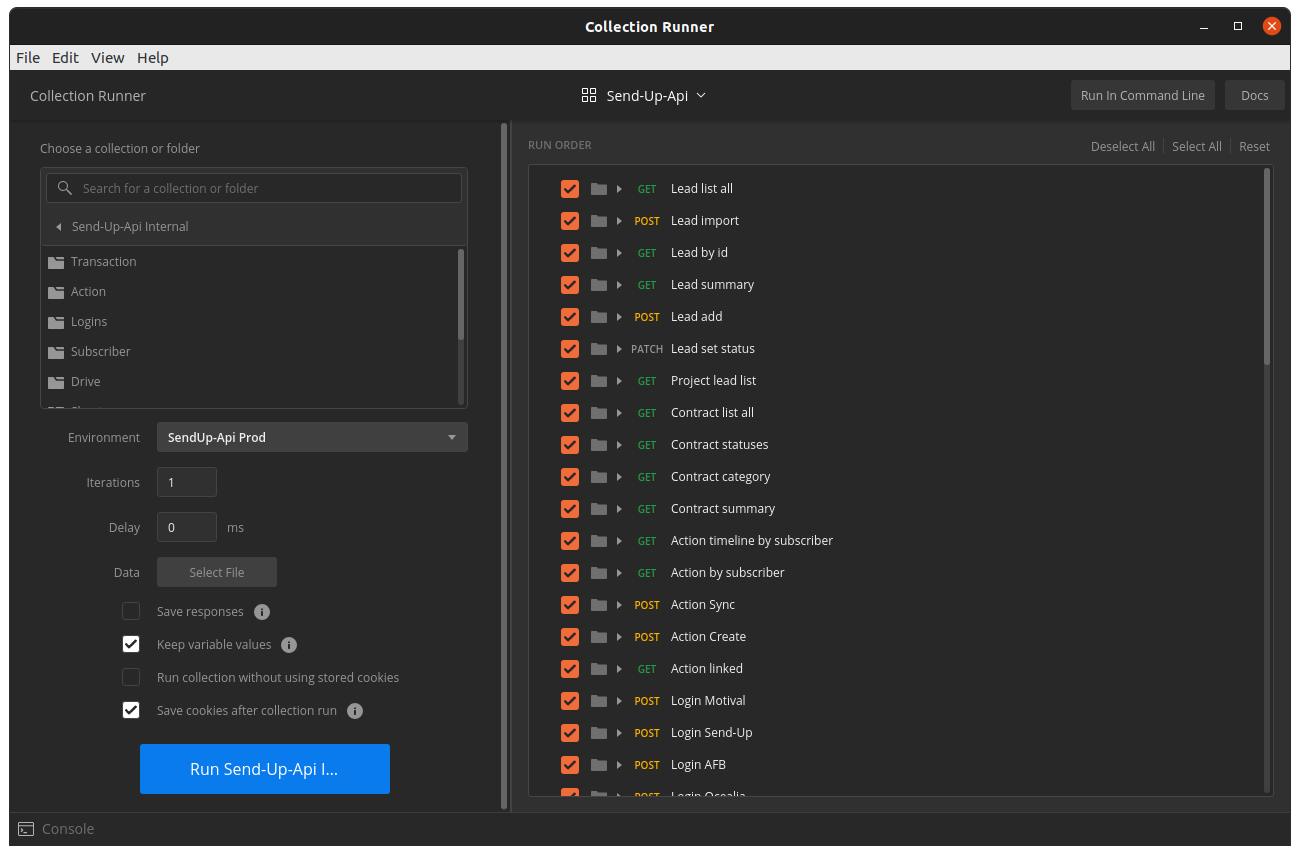 Collection Runner
File Edit View Help
Collection Runner
Send-Up-Api
Run In Command Line
Docs
Choose a collection or folder
Search for a collection or folder
Send-Up-Api Internal
Transaction
Action
Logins
Subscriber
Drive
Environment
SendUp-Api Prod
Iterations
1
Delay
0
ms
Data
Select File
Save responses
Keep variable values
Run collection without using stored cookies
Save cookies after collection run
Run Send-Up-Api I...
RUN ORDER
Deselect All
Select All
Reset
GET Lead list all
POST Lead import
GET Lead by id
GET Lead summary
POST Lead add
PATCH Lead set status
GET Project lead list
GET Contract list all
GET Contract statuses
GET Contract category
GET Contract summary
GET Action timeline by subscriber
GET Action by subscriber
POST Action Sync
POST Action Create
GET Action linked
POST Login Motival
POST Login Send-Up
POST Login AFB
POST Login Ocealia
Console